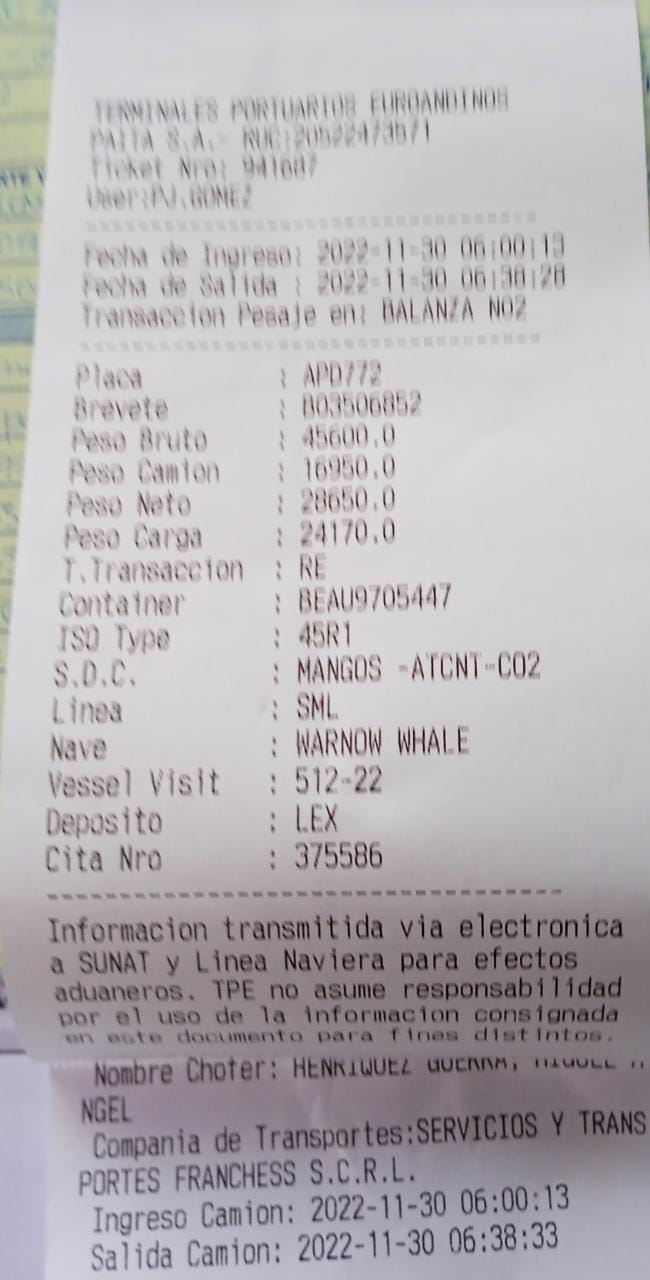 TERMINALES PORTUARIOS EUROANDINOS
PAITA S.A.- RUC:20522473571
Ticket Nro: 941687
User:PJ.GOMEZ
Fecha de Ingreso: 2022-11-30 06:00:13
Fecha de Salida : 2022-11-30 06:38:28
Transaccion Pesaje en: BALANZA NO2
Placa : APD772
Brevete : B03506852
Peso Bruto : 45600.0
Peso Camion : 16950.0
Peso Neto : 28650.0
Peso Carga : 24170.0
T.Transaccion : RE
Container : BEAU9705447
ISO Type : 45R1
S.D.C. : MANGOS -ATCNT-CO2
Linea : SML
Nave : WARNOW WHALE
Vessel Visit : 512-22
Deposito : LEX
Cita Nro : 375586
Informacion transmitida via electronica
a SUNAT y Linea Naviera para efectos
aduaneros. TPE no asume responsabilidad
por el uso de la informacion consignada
en este documento para fines distintos.
Nombre Chofer: HENRIQUEZ GUERRA, MIGUEL A
NGEL
Compania de Transportes:SERVICIOS Y TRANS
PORTES FRANCHESS S.C.R.L.
Ingreso Camion: 2022-11-30 06:00:13
Salida Camion: 2022-11-30 06:38:33